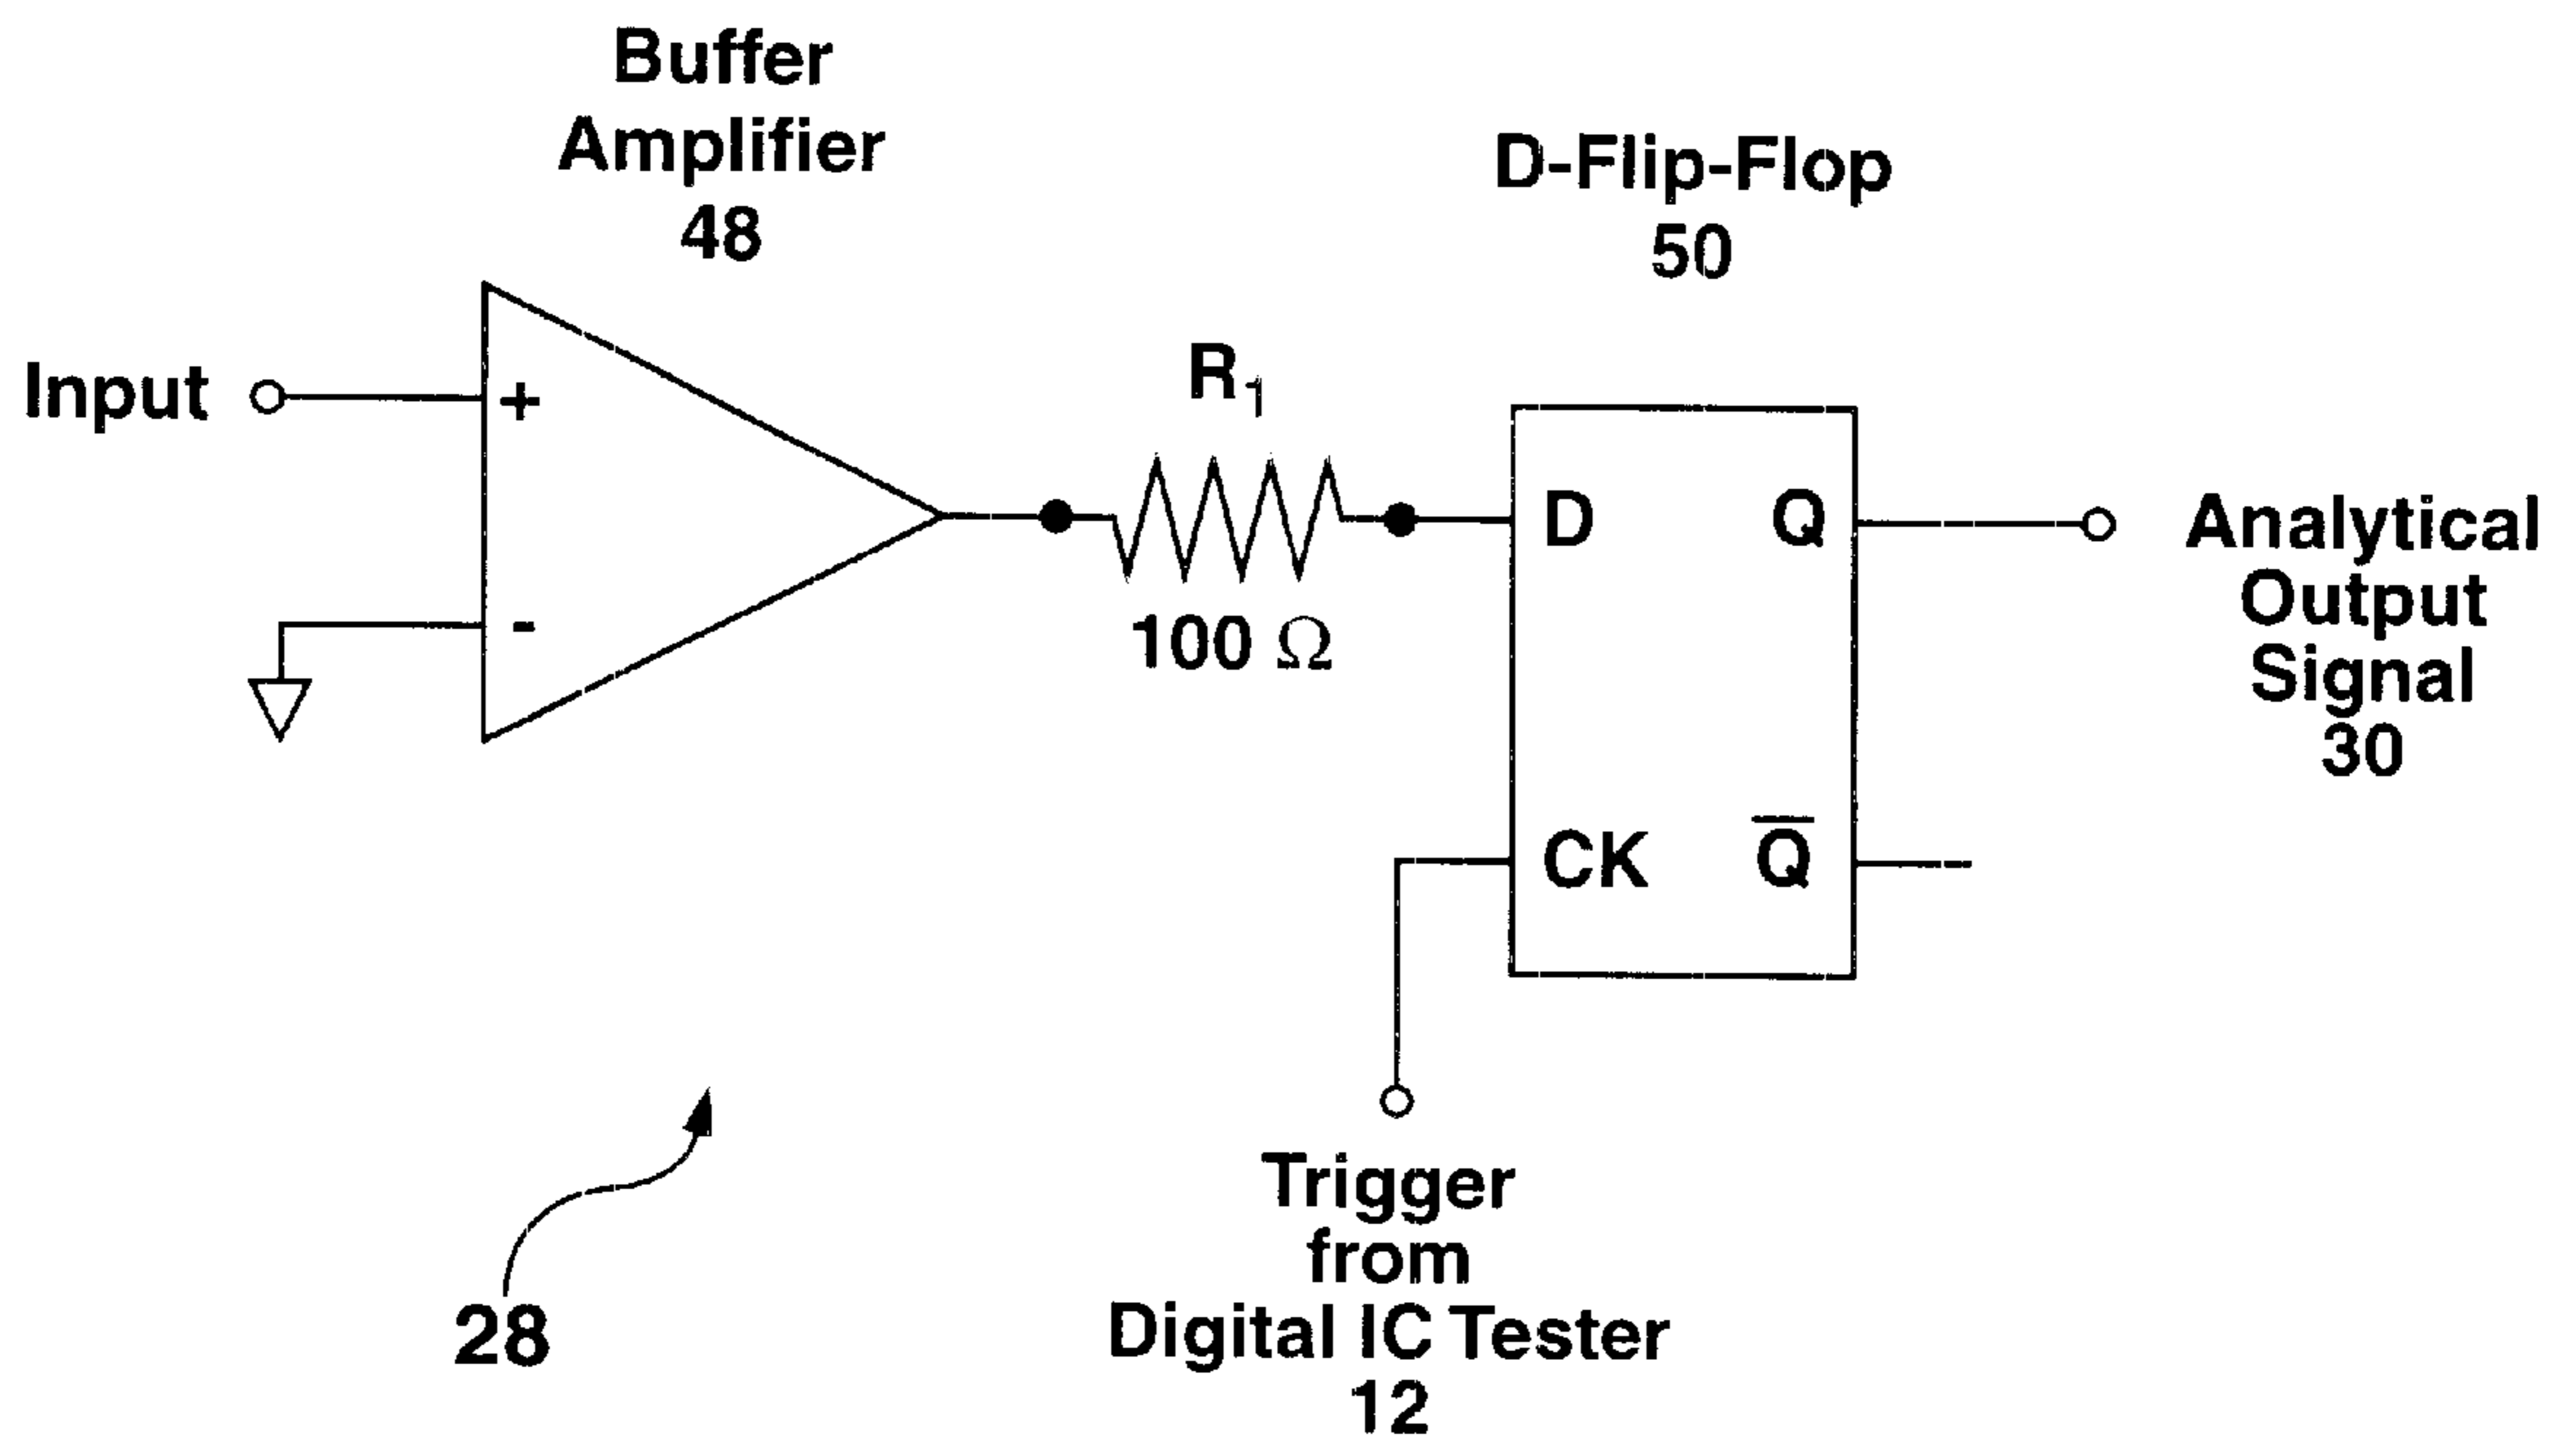 Buffer
Amplifier
48
D-Flip-Flop
50
Input
+
-
R1
100 Ω
D
Q
CK
Q̅
Analytical
Output
Signal
30
Trigger
from
Digital IC Tester
12
28